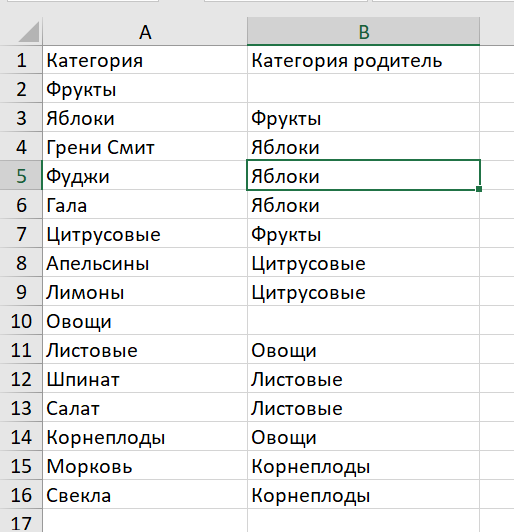 A B
1 Категория Категория родитель
2 Фрукты
3 Яблоки Фрукты
4 Грени Смит Яблоки
5 Фуджи Яблоки
6 Гала Яблоки
7 Цитрусовые Фрукты
8 Апельсины Цитрусовые
9 Лимоны Цитрусовые
10 Овощи
11 Листовые Овощи
12 Шпинат Листовые
13 Салат Листовые
14 Корнеплоды Овощи
15 Морковь Корнеплоды
16 Свекла Корнеплоды
17